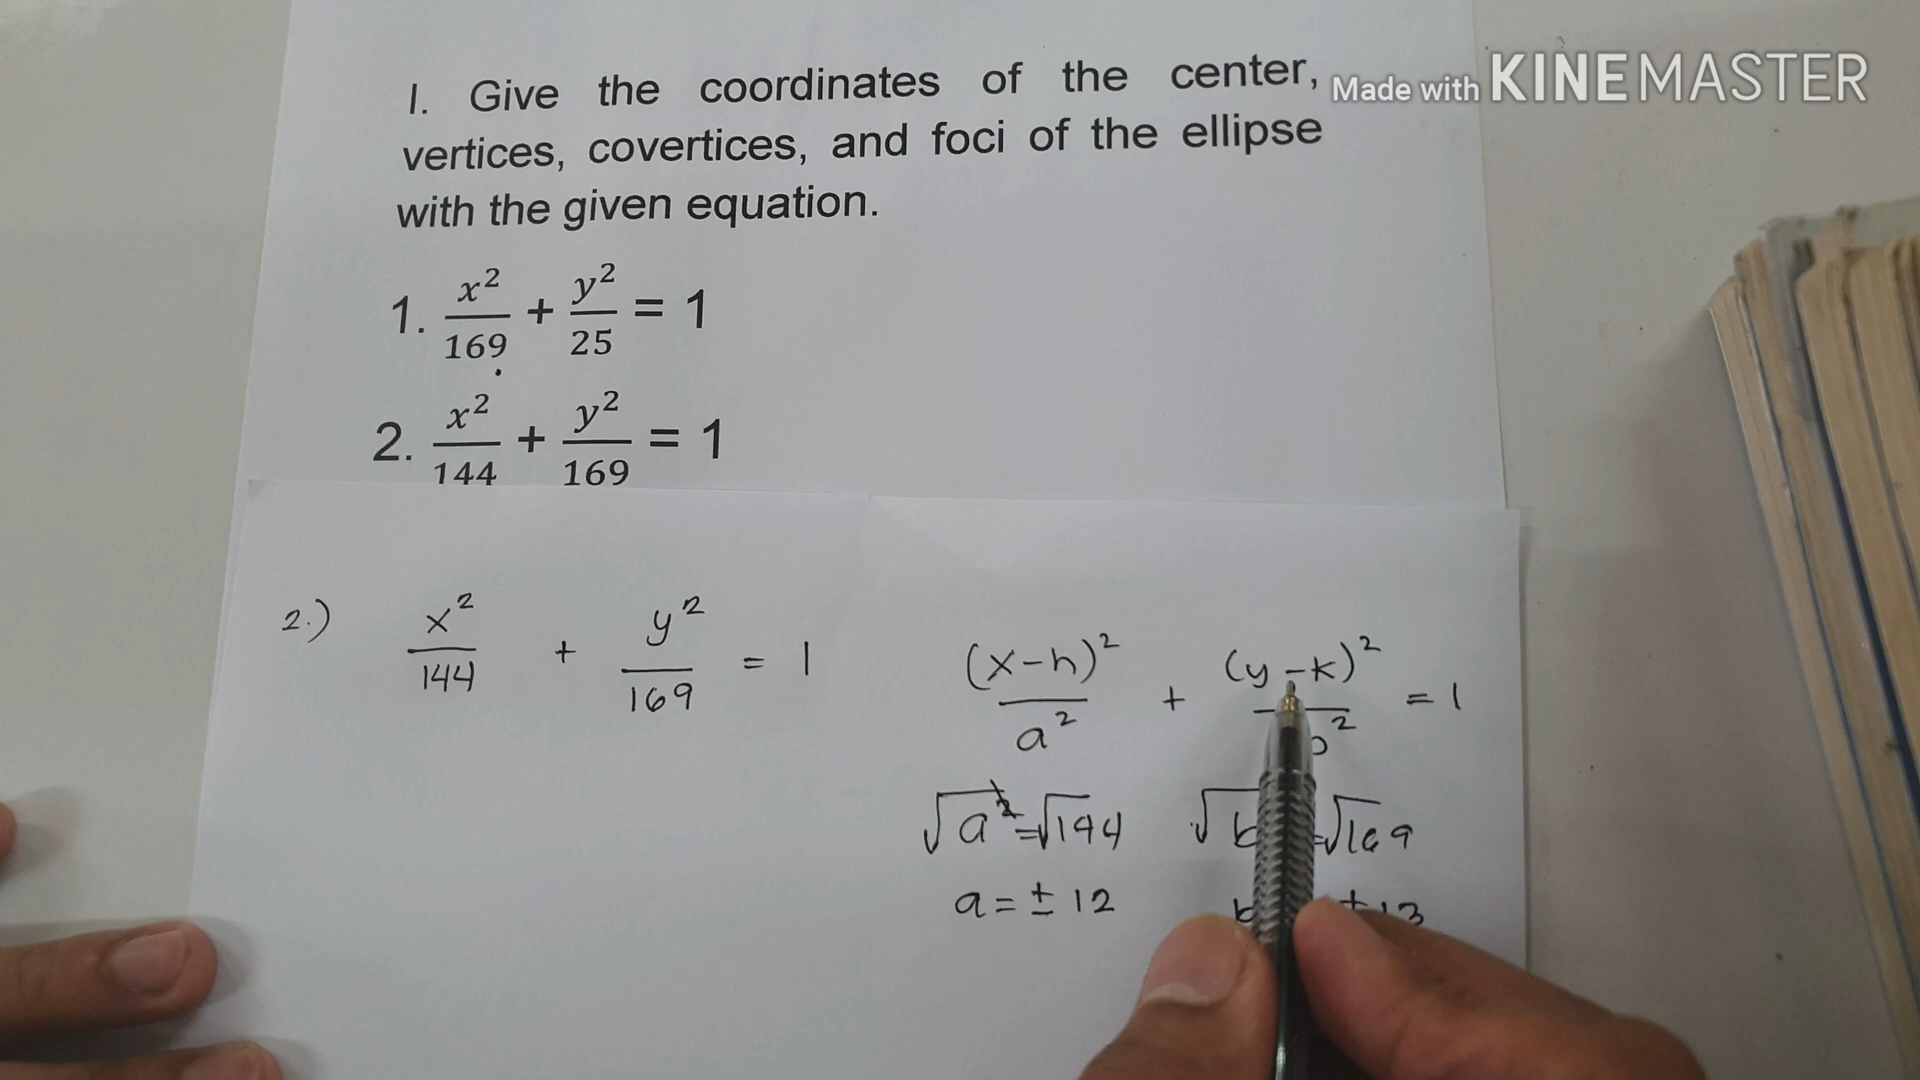 I. Give the coordinates of the center,
vertices, covertices, and foci of the ellipse
with the given equation.
Made with KINEMASTER
1. x²/169 + y²/25 = 1
2. x²/144 + y²/169 = 1
2.) x²/144 + y²/169 = 1
(x-h)²/a² + (y-k)²/b² = 1
√a² = √144 √b = √169
a = ± 12 b ± 13